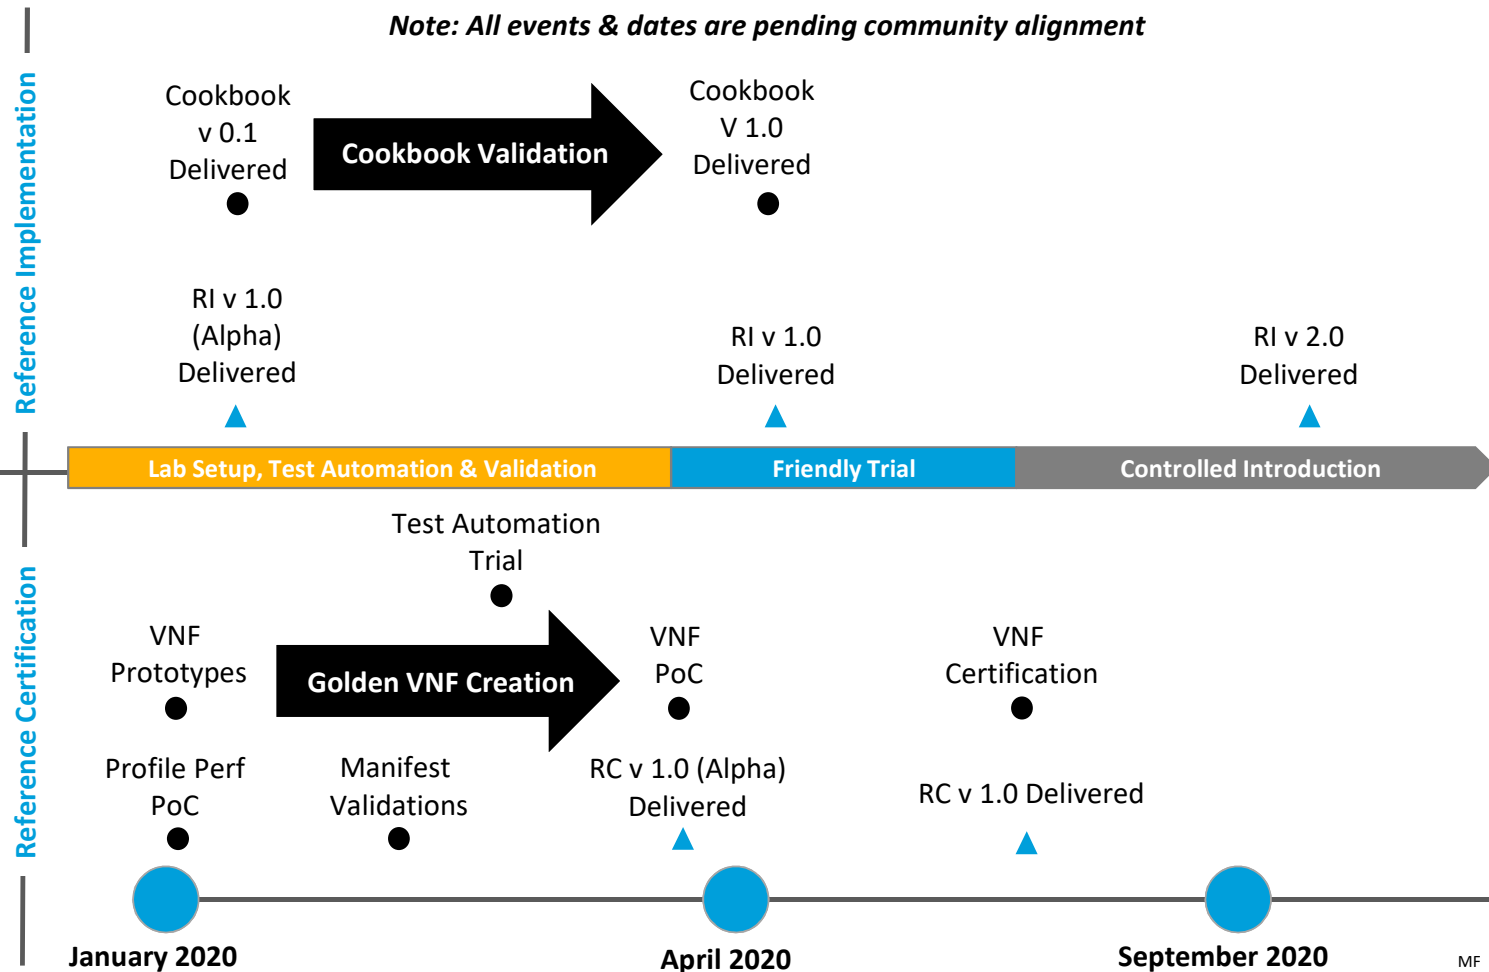 Note: All events & dates are pending community alignment
Reference Implementation
Cookbook
v 0.1
Delivered
Cookbook Validation
Cookbook
V 1.0
Delivered
RI v 1.0
(Alpha)
Delivered
RI v 1.0
Delivered
RI v 2.0
Delivered
Lab Setup, Test Automation & Validation
Friendly Trial
Controlled Introduction
Reference Certification
Test Automation
Trial
VNF
Prototypes
Golden VNF Creation
VNF
PoC
VNF
Certification
Profile Perf
PoC
Manifest
Validations
RC v 1.0 (Alpha)
Delivered
RC v 1.0 Delivered
January 2020
April 2020
September 2020
MF